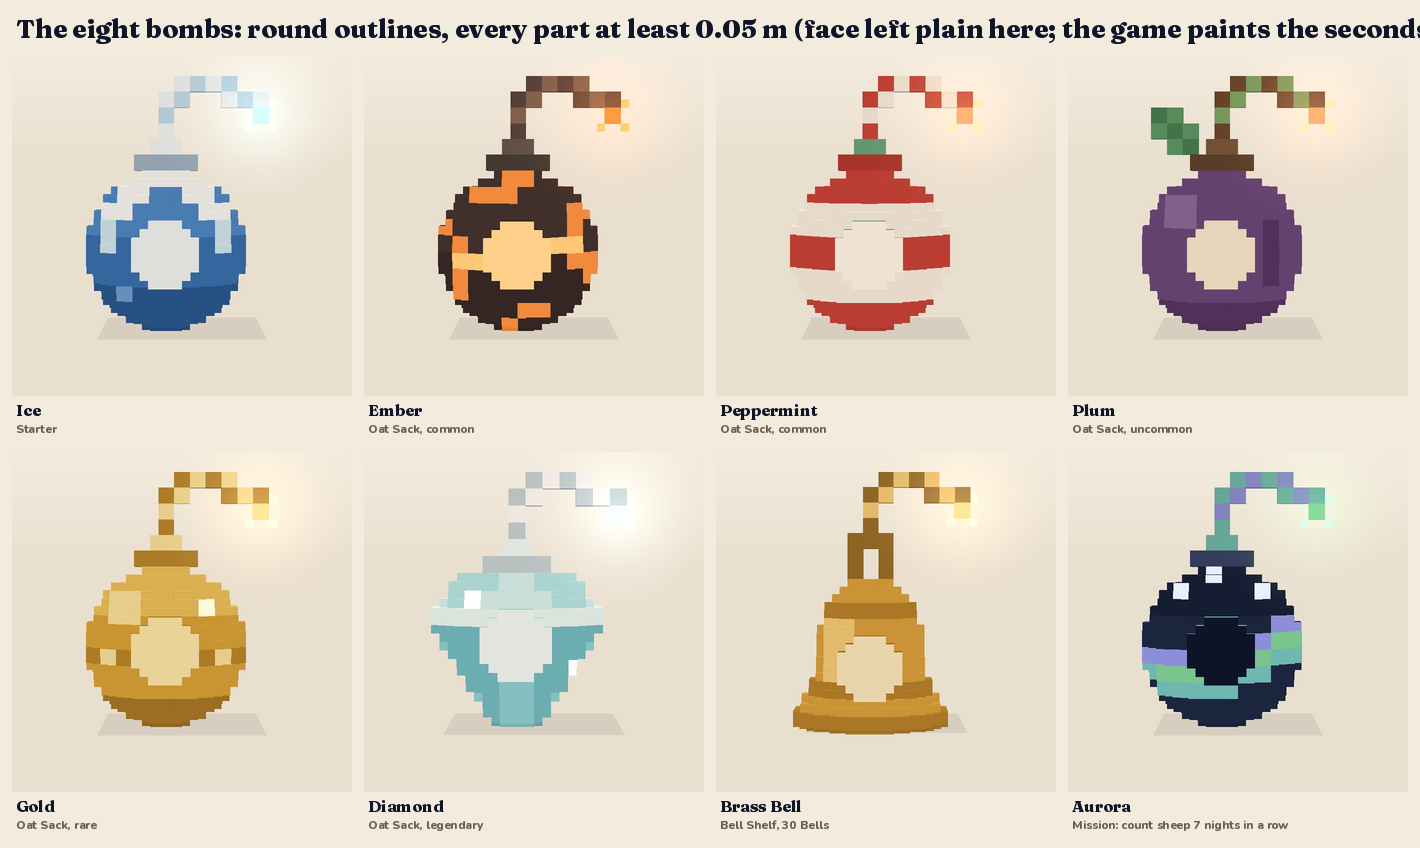 The eight bombs: round outlines, every part at least 0.05 m (face left plain here; the game paints the seconds
Ice
Starter
Ember
Oat Sack, common
Peppermint
Oat Sack, common
Plum
Oat Sack, uncommon
Gold
Oat Sack, rare
Diamond
Oat Sack, legendary
Brass Bell
Bell Shelf, 30 Bells
Aurora
Mission: count sheep 7 nights in a row